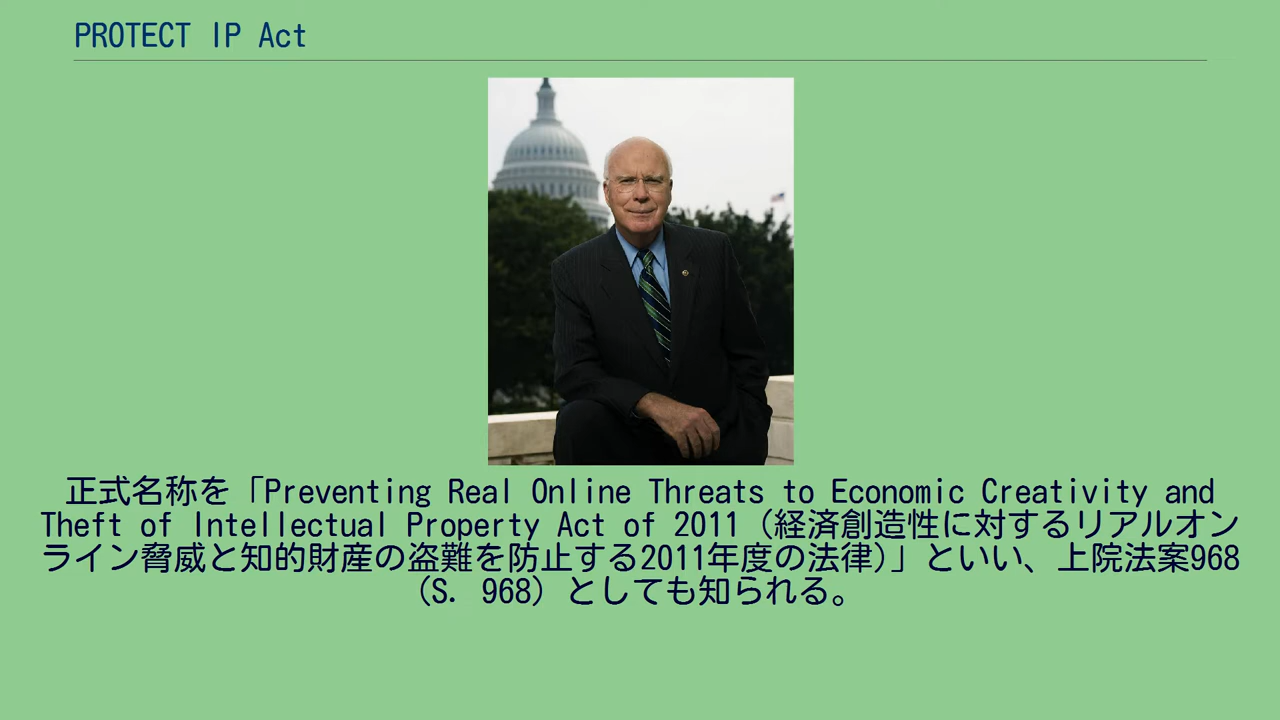 PROTECT IP Act
正式名称を「Preventing Real Online Threats to Economic Creativity and
Theft of Intellectual Property Act of 2011（経済創造性に対するリアルオン
ライン脅威と知的財産の盗難を防止する2011年度の法律)」といい、上院法案968
（S. 968）としても知られる。